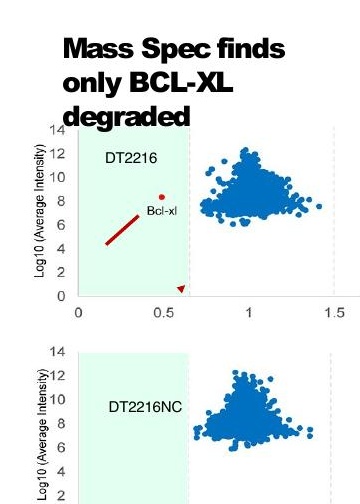 Mass Spec finds
only BCL-XL
degraded
14
12
10
8
6
4
2
0
Log10 (Average Intensity)
DT2216
Bcl-xl
0 0.5 1 1.5
14
12
10
8
6
4
2
Log10 (Average Intensity)
DT2216NC